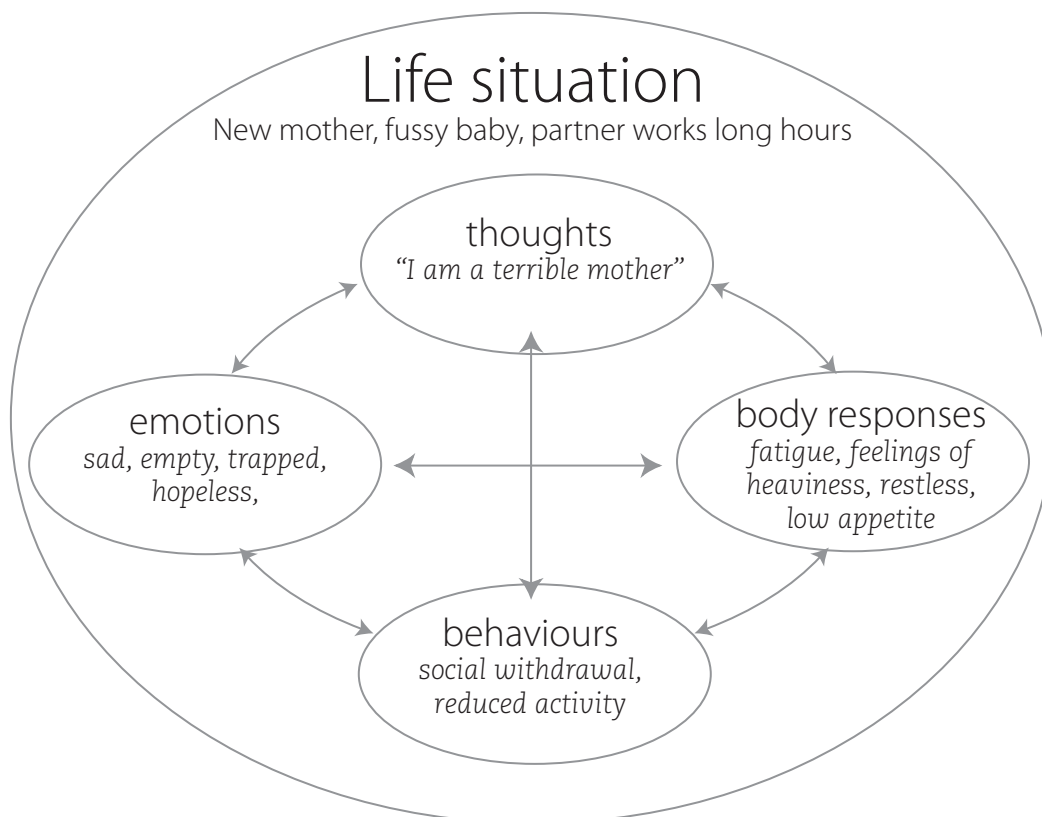 Life situation
New mother, fussy baby, partner works long hours
thoughts
“I am a terrible mother”
emotions
sad, empty, trapped,
hopeless,
body responses
fatigue, feelings of
heaviness, restless,
low appetite
behaviours
social withdrawal,
reduced activity